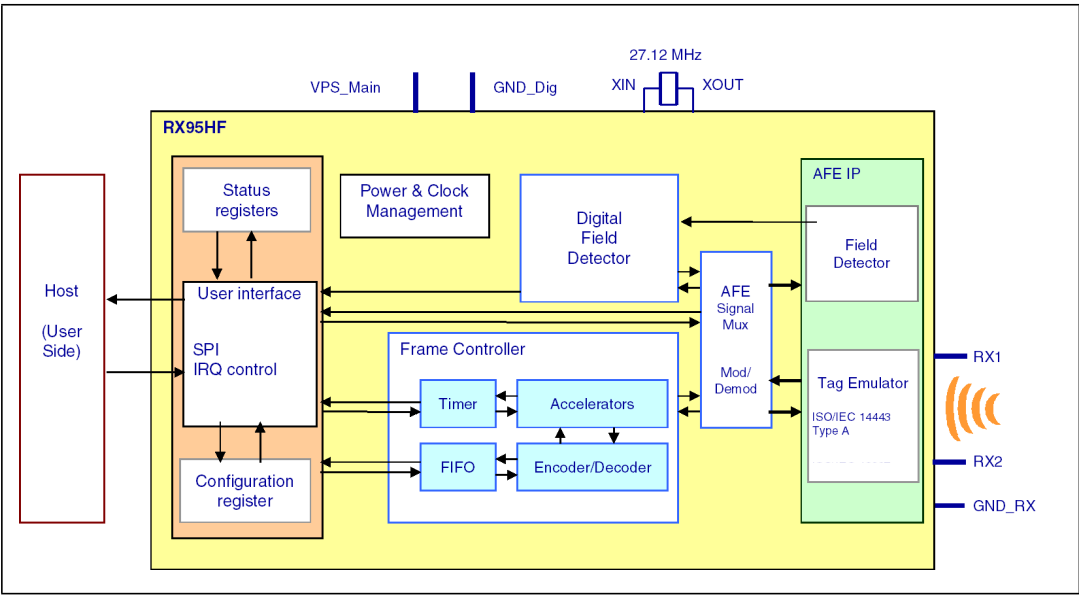 27.12 MHz
VPS_Main
GND_Dig
XIN
XOUT
RX95HF
Host
(User
Side)
Status
registers
User interface
SPI
IRQ control
Configuration
register
Power & Clock
Management
Digital
Field
Detector
Frame Controller
Timer
Accelerators
FIFO
Encoder/Decoder
AFE
Signal
Mux
Mod/
Demod
AFE IP
Field
Detector
Tag Emulator
ISO/IEC 14443
Type A
RX1
RX2
GND_RX